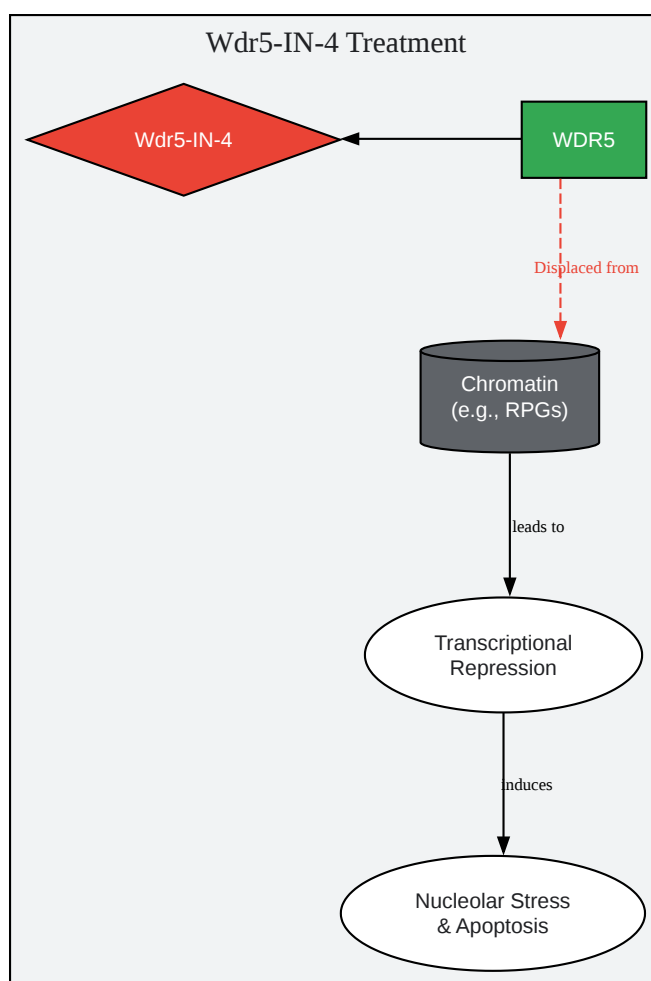 Wdr5-IN-4 Treatment
Wdr5-IN-4
WDR5
Displaced from
Chromatin
(e.g., RPGs)
leads to
Transcriptional
Repression
induces
Nucleolar Stress
& Apoptosis